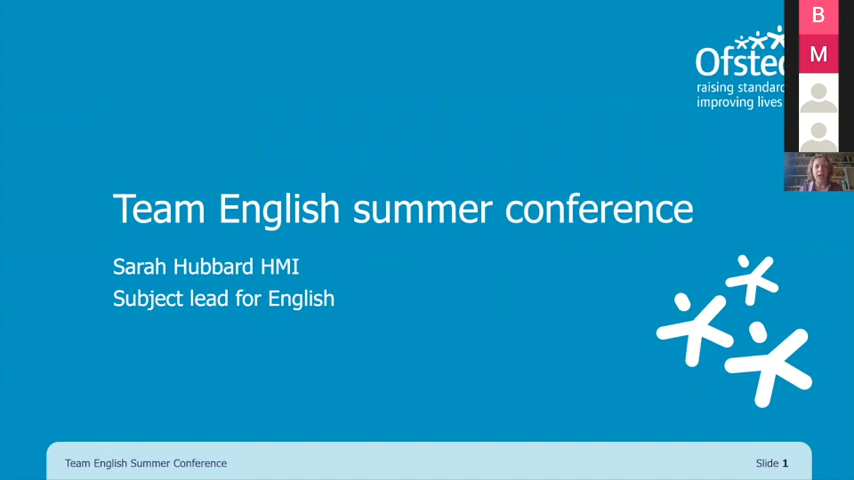 B
M
Ofsted
raising standards
improving lives
Team English summer conference
Sarah Hubbard HMI
Subject lead for English
Team English Summer Conference
Slide 1